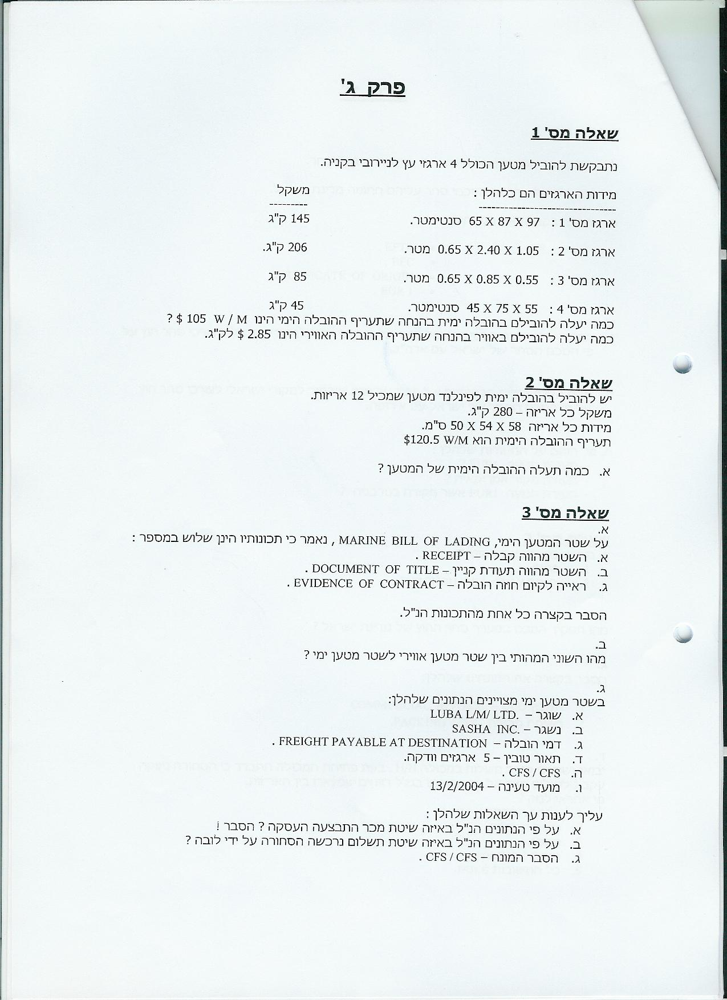 פרק ג'
שאלה מס' 1
נתבקשת להוביל מטען הכולל 4 ארגזי עץ לניירובי בקניה.
מידות הארגזים הם כלהלן : משקל
-------------------------------- ---------
ארגז מס' 1 : 65 X 87 X 97 סנטימטר. 145 ק"ג
ארגז מס' 2 : 0.65 X 2.40 X 1.05 מטר. 206 ק"ג.
ארגז מס' 3 : 0.65 X 0.85 X 0.55 מטר. 85 ק"ג
ארגז מס' 4 : 45 X 75 X 55 סנטימטר. 45 ק"ג
כמה יעלה להובילם בהובלה ימית בהנחה שתעריף ההובלה הימי הינו $ 105 W / M ?
כמה יעלה להובילם באוויר בהנחה שתעריף ההובלה האווירי הינו $ 2.85 לק"ג.
שאלה מס' 2
יש להוביל בהובלה ימית לפינלנד מטען שמכיל 12 אריזות.
משקל כל אריזה – 280 ק"ג.
מידות כל אריזה 50 X 54 X 58 ס"מ.
תעריף ההובלה הימית הוא $120.5 W/M
א. כמה תעלה ההובלה הימית של המטען ?
שאלה מס' 3
א.
על שטר המטען הימי, MARINE BILL OF LADING , נאמר כי תכונותיו הינן שלוש במספר :
א. השטר מהווה קבלה – RECEIPT .
ב. השטר מהווה תעודת קניין – DOCUMENT OF TITLE .
ג. ראייה לקיום חוזה הובלה – EVIDENCE OF CONTRACT .
הסבר בקצרה כל אחת מהתכונות הנ"ל.
ב.
מהו השוני המהותי בין שטר מטען אווירי לשטר מטען ימי ?
ג.
בשטר מטען ימי מצויינים הנתונים שלהלן:
א. שוגר – LUBA L/M/ LTD.
ב. נשגר – SASHA INC.
ג. דמי הובלה – FREIGHT PAYABLE AT DESTINATION .
ד. תאור טובין – 5 ארגזים וודקה.
ה. CFS / CFS .
ו. מועד טעינה – 13/2/2004
עליך לענות עך השאלות שלהלן :
א. על פי הנתונים הנ"ל באיזה שיטת מכר התבצעה העסקה ? הסבר !
ב. על פי הנתונים הנ"ל באיזה שיטת תשלום נרכשה הסחורה על ידי לובה ?
ג. הסבר המונח – CFS / CFS .